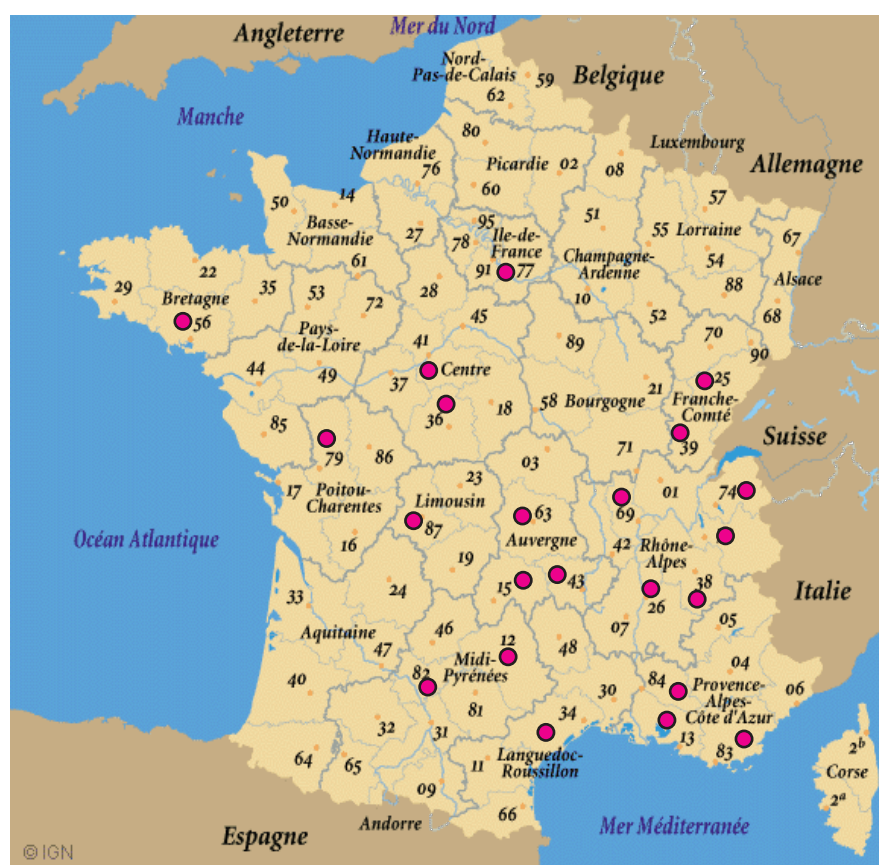 Mer du Nord
Angleterre
Nord-
Pas-de-Calais
59
Belgique
62
Manche
80
Haute-
Normandie
Picardie
02
08
Luxembourg
Allemagne
76
60
57
50
14
51
95
Basse-
Normandie
27
78
Ile-de-
France
55
Lorraine
67
61
91
77
Champagne-
Ardenne
54
22
29
Bretagne
35
53
28
10
88
Alsace
72
45
52
68
56
Pays-
de-la-Loire
41
89
70
90
44
49
37
Centre
21
25
85
36
18
58
Bourgogne
Franche-
Comté
79
86
71
39
Suisse
03
17
Poitou-
Charentes
23
Limousin
01
74
87
63
69
Océan Atlantique
16
Auvergne
42
Rhône-
Alpes
19
15
43
38
Italie
33
24
26
05
Aquitaine
46
12
07
47
48
04
Midi-
Pyrénées
82
84
Provence-
Alpes-
Côte d'Azur
06
40
30
81
34
32
31
13
83
2b
64
65
11
Languedoc-
Roussillon
Corse
09
2a
66
Andorre
Mer Méditerranée
Espagne
© IGN